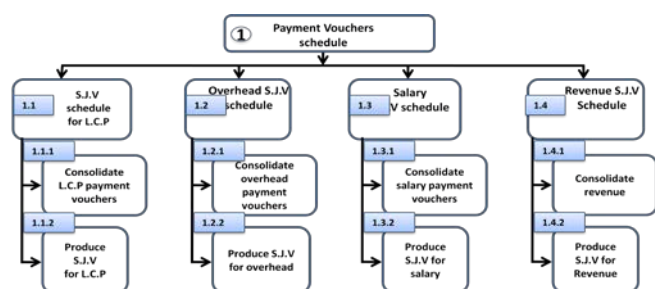 1
Payment Vouchers
schedule
1.1
S.J.V
schedule
for L.C.P
1.2
Overhead S.J.V
schedule
1.3
Salary
V schedule
1.4
Revenue S.J.V
Schedule
1.1.1
Consolidate
L.C.P payment
vouchers
1.2.1
Consolidate
overhead
payment
vouchers
1.3.1
Consolidate
salary payment
vouchers
1.4.1
Consolidate
revenue
1.1.2
Produce
S.J.V
for L.C.P
1.2.2
Produce S.J.V
for overhead
1.3.2
Produce
S.J.V for
salary
1.4.2
Produce
S.J.V for
Revenue